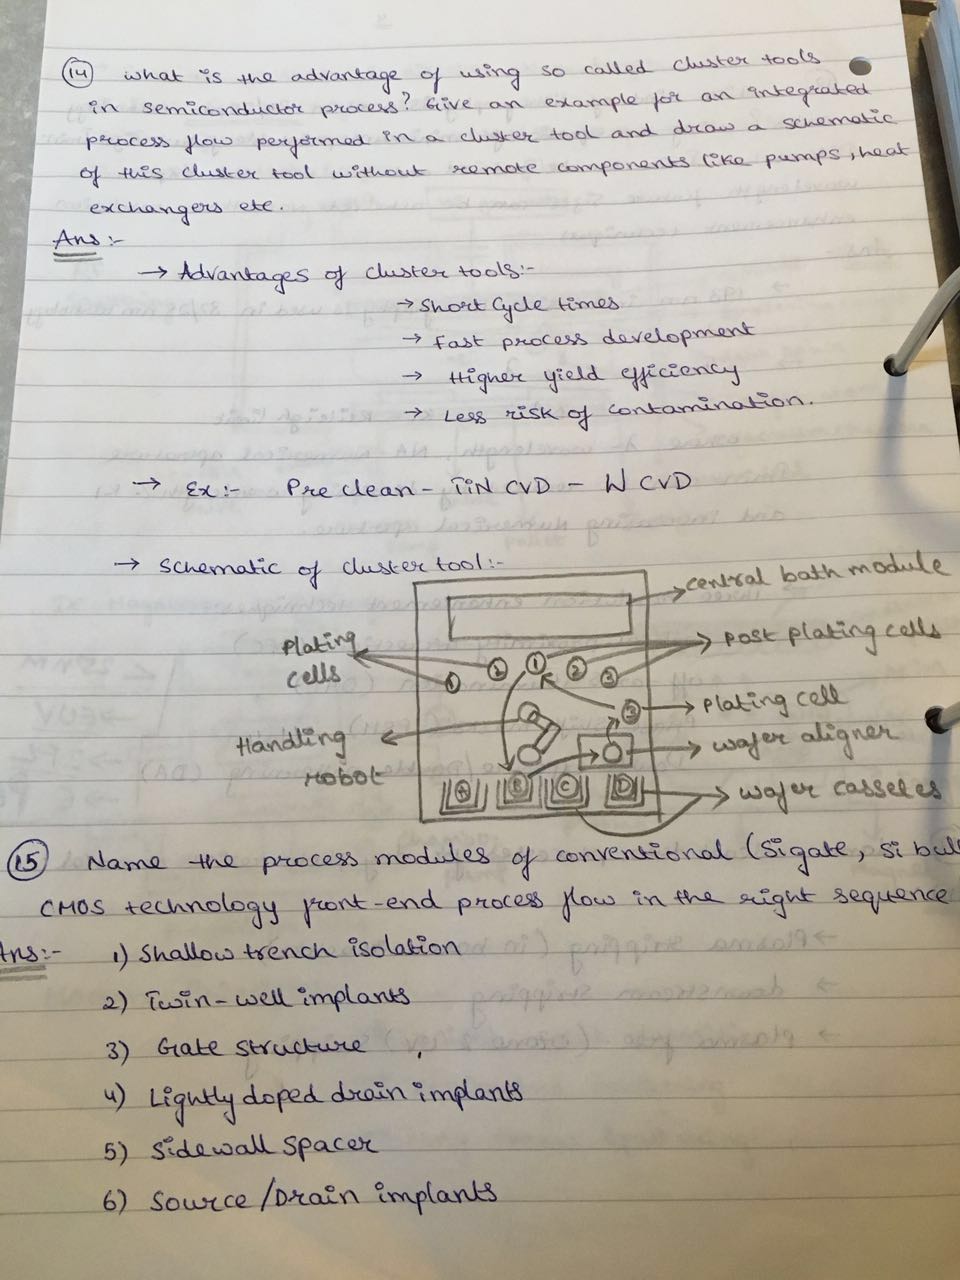 14 What is the advantage of using so called cluster tools
in semiconductor process? Give an example for an integrated
process flow performed in a cluster tool and draw a schematic
of this cluster tool without remote components like pumps, heat
exchangers etc.
Ans:-
→ Advantages of cluster tools:-
→ Short Cycle times
→ Fast process development
→ Higher yield efficiency
→ Less risk of contamination.
→ Ex:- Pre clean - TiN CVD - W CVD
→ Schematic of cluster tool:-
central bath module
Plating
cells
post plating cells
1 2 1 2 3
3
Plating cell
Handling
robot
wafer aligner
A B C D
wafer casseles
15 Name the process modules of conventional (Si gate, Si bul
CMOS technology front-end process flow in the right sequence
Ans:- 1) Shallow trench isolation
2) Twin-well implants
3) Gate structure
4) Lightly doped drain implants
5) Sidewall spacer
6) Source/Drain implants